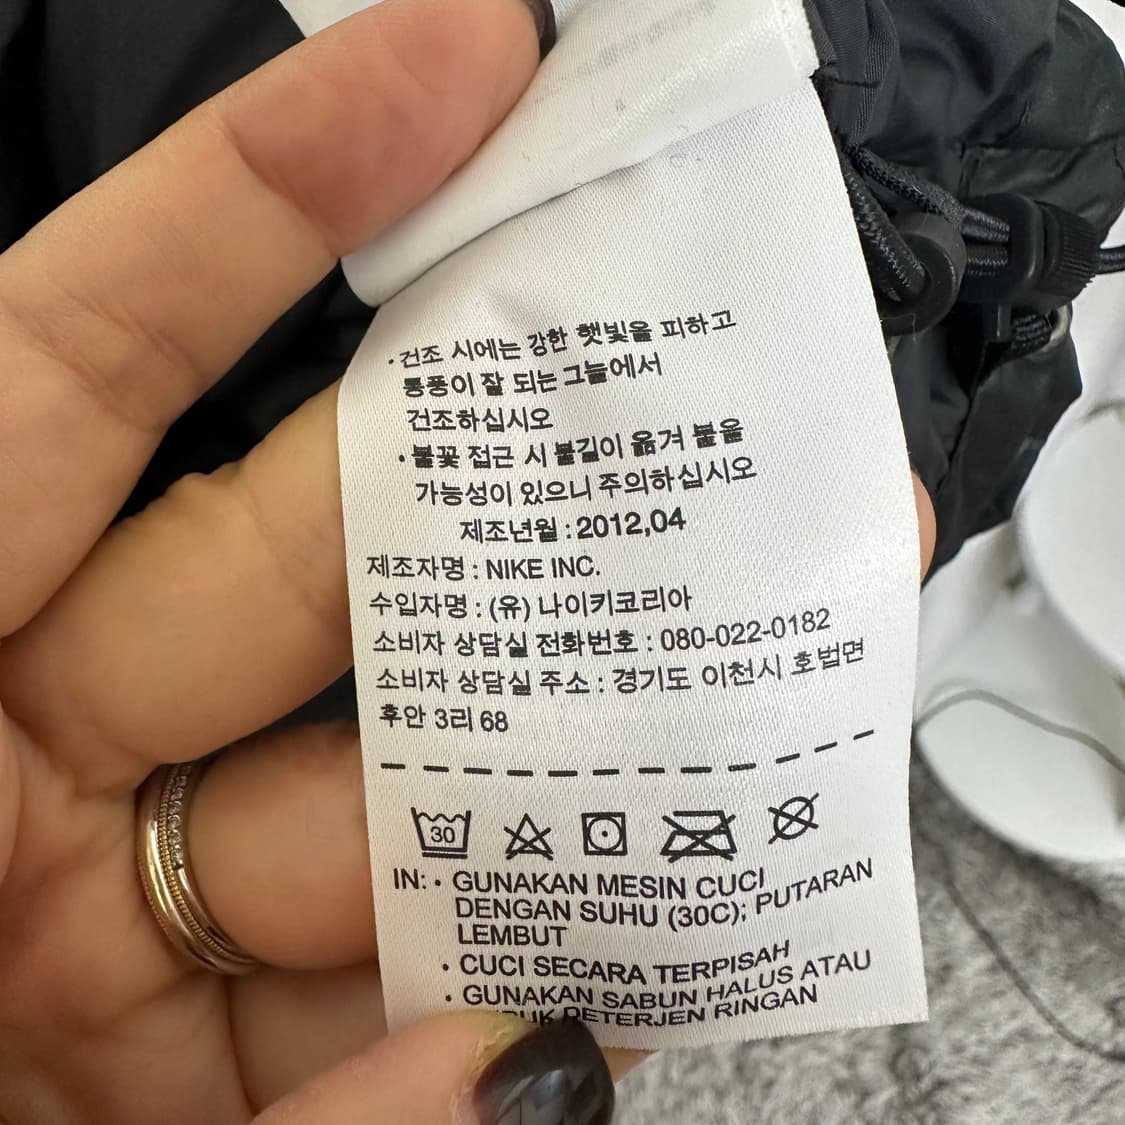 · 건조 시에는 강한 햇빛을 피하고
통풍이 잘 되는 그늘에서
건조하십시오
· 불꽃 접근 시 불길이 옮겨 붙을
가능성이 있으니 주의하십시오
제조년월 : 2012,04
제조자명 : NIKE INC.
수입자명 : (유) 나이키코리아
소비자 상담실 전화번호 : 080-022-0182
소비자 상담실 주소 : 경기도 이천시 호법면
후안 3리 68
30
IN: · GUNAKAN MESIN CUCI
DENGAN SUHU (30C); PUTARAN
LEMBUT
· CUCI SECARA TERPISAH
· GUNAKAN SABUN HALUS ATAU
DETERJEN RINGAN